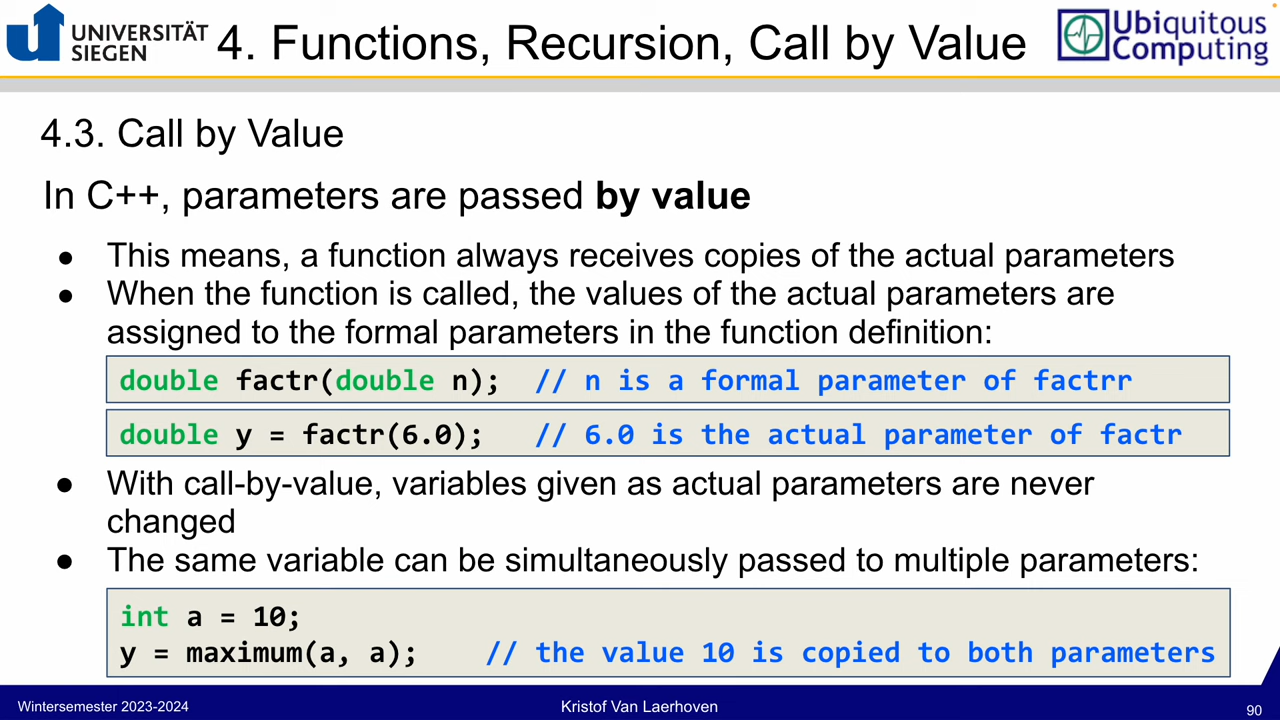 UNIVERSITÄT
SIEGEN
4. Functions, Recursion, Call by Value
Ubiquitous
Computing
4.3. Call by Value
In C++, parameters are passed by value
● This means, a function always receives copies of the actual parameters
● When the function is called, the values of the actual parameters are
assigned to the formal parameters in the function definition:
double factr(double n);  // n is a formal parameter of factrr
double y = factr(6.0);   // 6.0 is the actual parameter of factr
● With call-by-value, variables given as actual parameters are never
changed
● The same variable can be simultaneously passed to multiple parameters:
int a = 10;
y = maximum(a, a);    // the value 10 is copied to both parameters
Wintersemester 2023-2024
Kristof Van Laerhoven
90